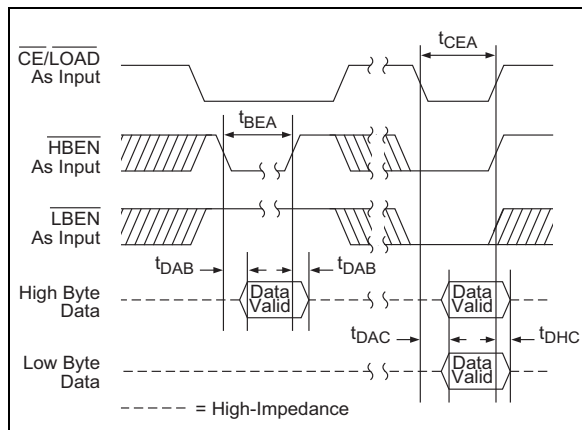 CE/LOAD
As Input
tCEA
tBEA
HBEN
As Input
LBEN
As Input
tDAB
tDAB
High Byte
Data
Data
Valid
Data
Valid
tDAC
tDHC
Low Byte
Data
Data
Valid
= High-Impedance